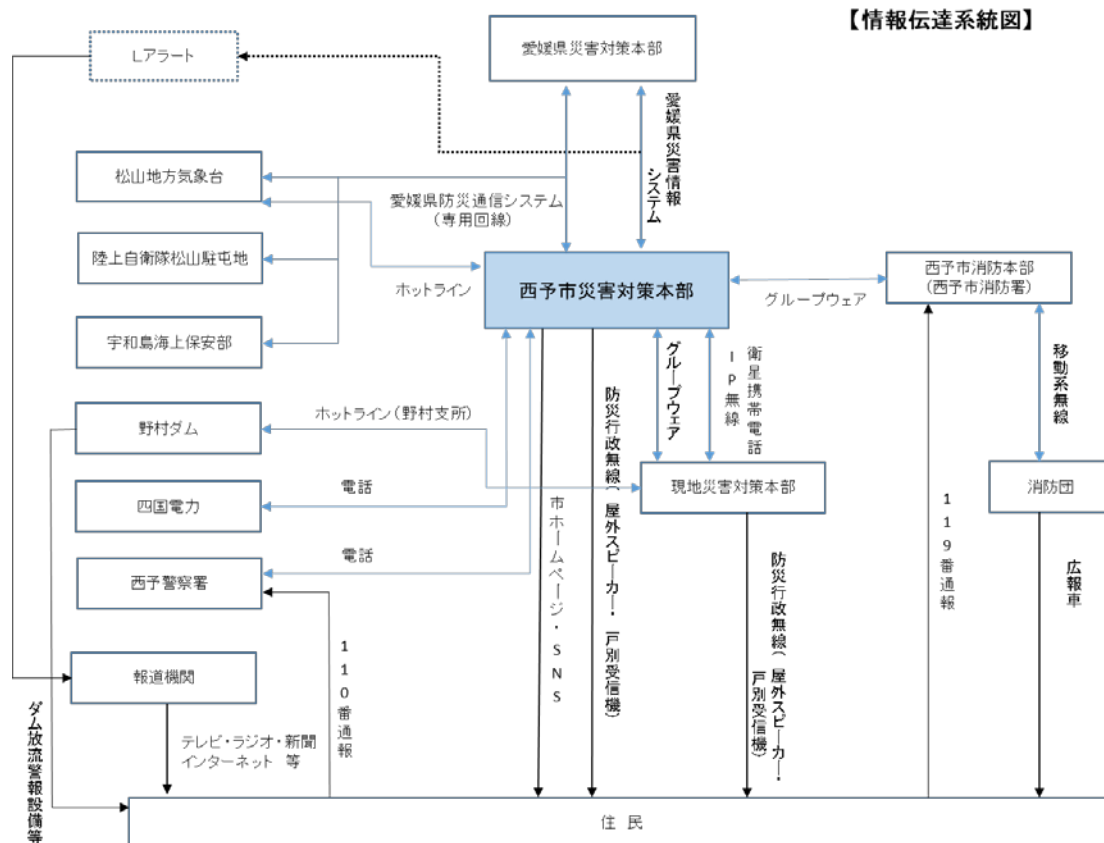 【情報伝達系統図】
Lアラート
愛媛県災害対策本部
愛媛県災害情報
システム
松山地方気象台
愛媛県防災通信システム
(専用回線)
陸上自衛隊松山駐屯地
ホットライン
西予市災害対策本部
グループウェア
西予市消防本部
(西予市消防署)
宇和島海上保安部
グループウェア
IP無線
衛星携帯電話
移動系無線
野村ダム
ホットライン(野村支所)
防災行政無線(屋外スピーカー・戸別受信機)
四国電力
電話
現地災害対策本部
消防団
西予警察署
電話
市ホームページ・SNS
119番通報
広報車
防災行政無線(屋外スピーカー・
戸別受信機)
報道機関
110番通報
テレビ・ラジオ・新聞
インターネット 等
ダム放流警報設備等
住 民